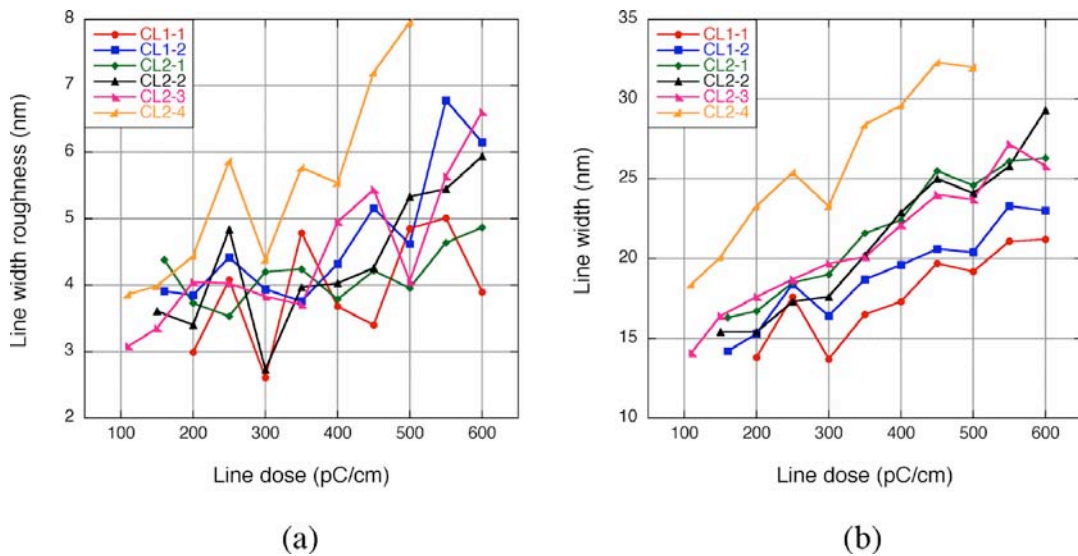 8
7
6
5
4
3
2
Line width roughness (nm)
CL1-1
CL1-2
CL2-1
CL2-2
CL2-3
CL2-4
100 200 300 400 500 600
Line dose (pC/cm)
(a)
35
30
25
20
15
10
Line width (nm)
CL1-1
CL1-2
CL2-1
CL2-2
CL2-3
CL2-4
100 200 300 400 500 600
Line dose (pC/cm)
(b)